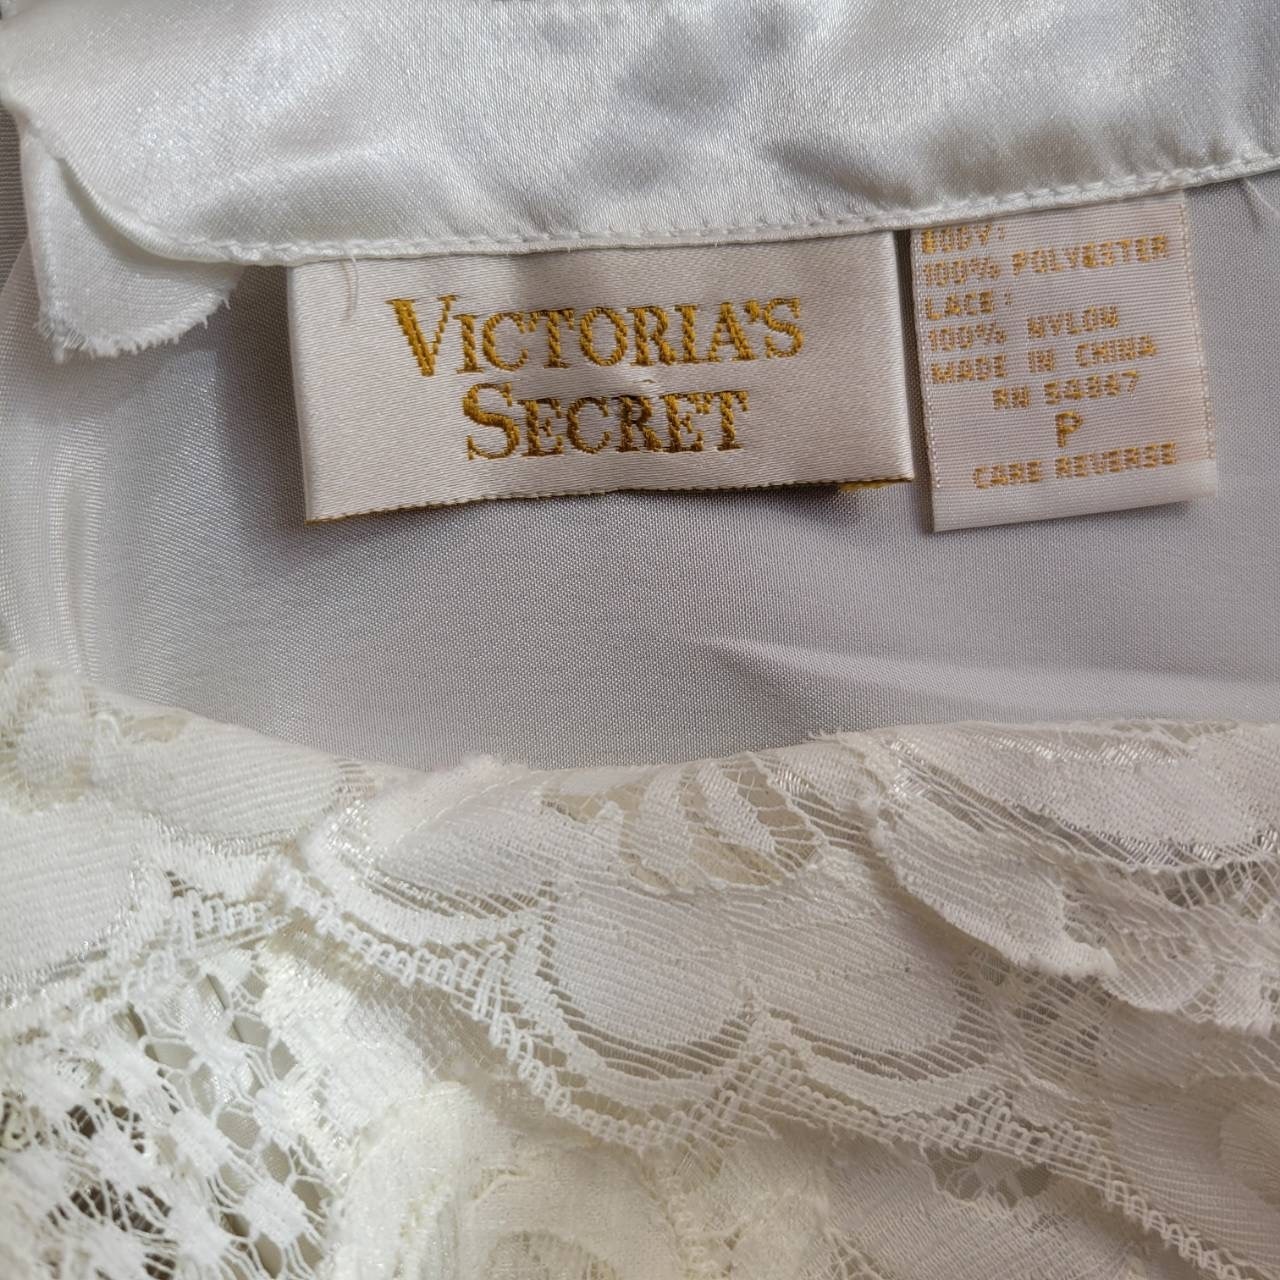 VICTORIA'S
SECRET
BODY:
100% POLYESTER
LACE:
100% NYLON
MADE IN CHINA
RN 54867
P
CARE REVERSE